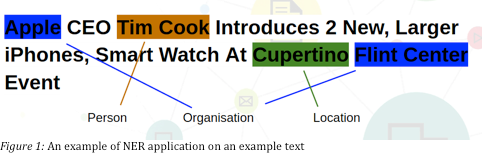 Apple CEO Tim Cook Introduces 2 New, Larger
iPhones, Smart Watch At Cupertino Flint Center
Event
Person Organisation Location
Figure 1: An example of NER application on an example text